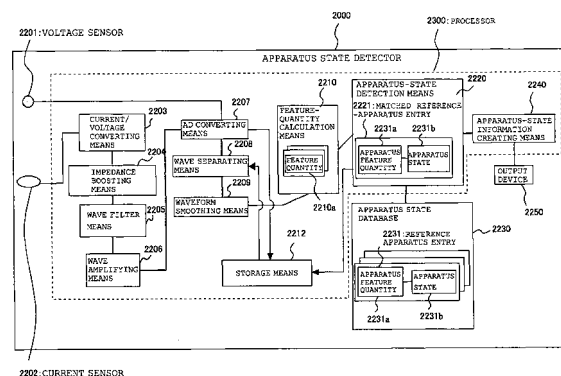 2201:VOLTAGE SENSOR
2000
2300:PROCESSOR
APPARATUS STATE DETECTOR
2203
CURRENT/
VOLTAGE
CONVERTING
MEANS
2204
IMPEDANCE
BOOSTING
MEANS
WAVE FILTER
MEANS
2205
2206
WAVE
AMPLIFYING
MEANS
2207
AD CONVERTING
MEANS
2208
WAVE SEPARATING
MEANS
2209
WAVEFORM
SMOOTHING MEANS
2210
FEATURE-
QUANTITY
CALCULATION
MEANS
FEATURE
QUANTITY
2210a
2212
STORAGE MEANS
2220
APPARATUS-STATE
DETECTION MEANS
2221:MATCHED REFERENCE
-APPARATUS ENTRY
2231a
2231b
APPARATUS
FEATURE
QUANTITY
APPARATUS
STATE
2240
APPARATUS-STATE
INFORMATION
CREATING MEANS
OUTPUT
DEVICE
2250
APPARATUS STATE
DATABASE
2230
2231:REFERENCE
APPARATUS ENTRY
APPARATUS
FEATURE
QUANTITY
APPARATUS
STATE
2231a
2231b
2202:CURRENT SENSOR